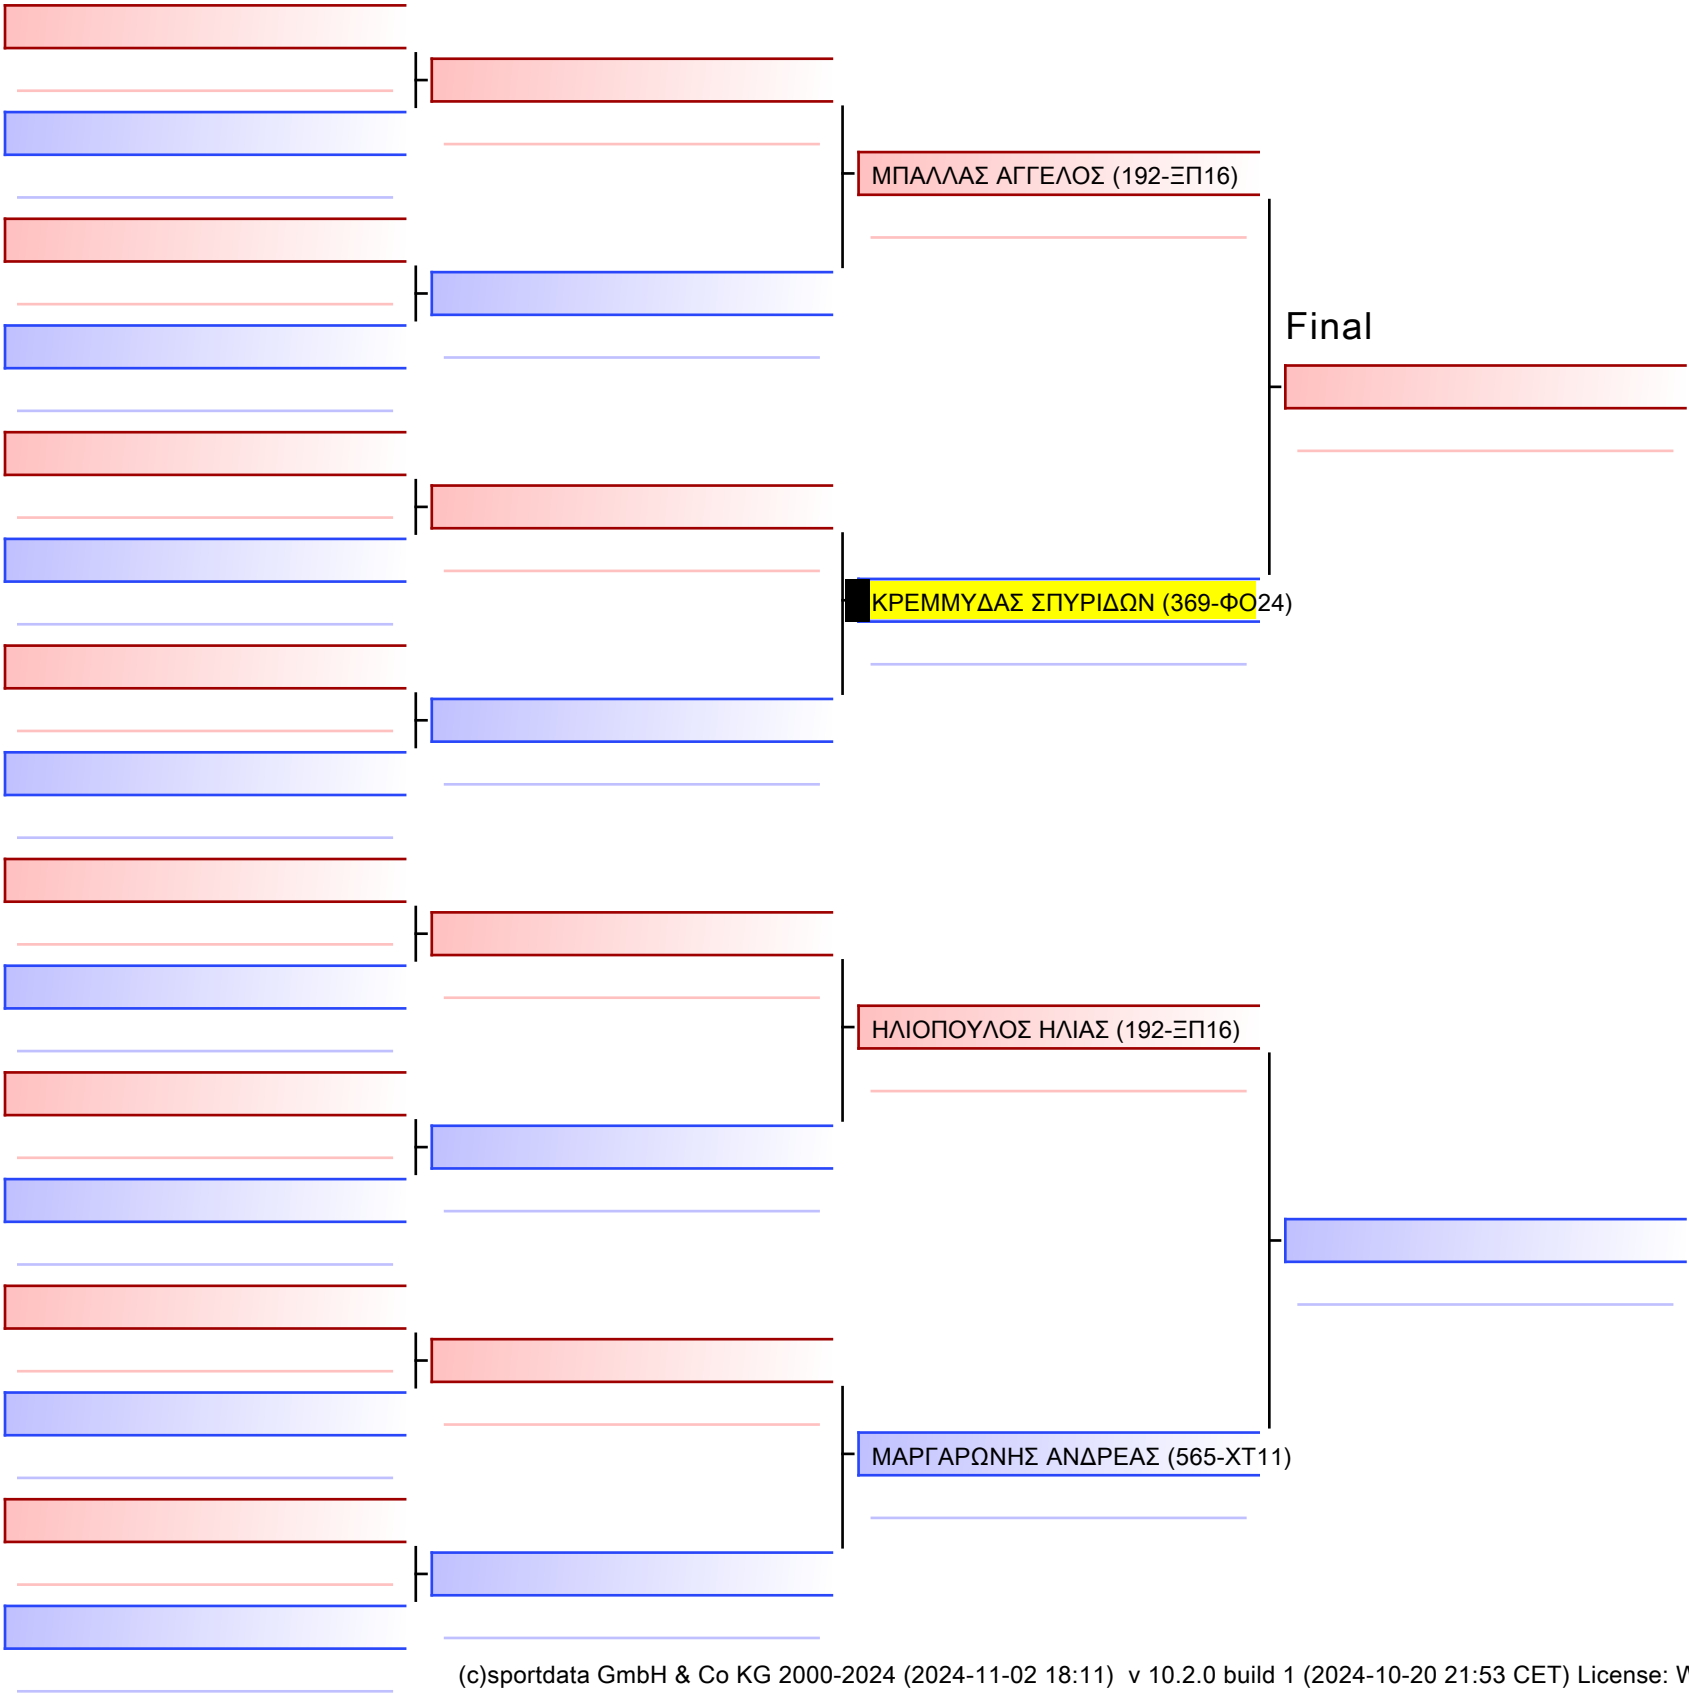 ΜΠΑΛΛΑΣ ΑΓΓΕΛΟΣ (192-ΞΠ16)
Final
ΚΡΕΜΜΥΔΑΣ ΣΠΥΡΙΔΩΝ (369-ΦΟ24)
ΗΛΙΟΠΟΥΛΟΣ ΗΛΙΑΣ (192-ΞΠ16)
ΜΑΡΓΑΡΩΝΗΣ ΑΝΔΡΕΑΣ (565-ΧΤ11)
(c)sportdata GmbH & Co KG 2000-2024 (2024-11-02 18:11) v 10.2.0 build 1 (2024-10-20 21:53 CET) License: